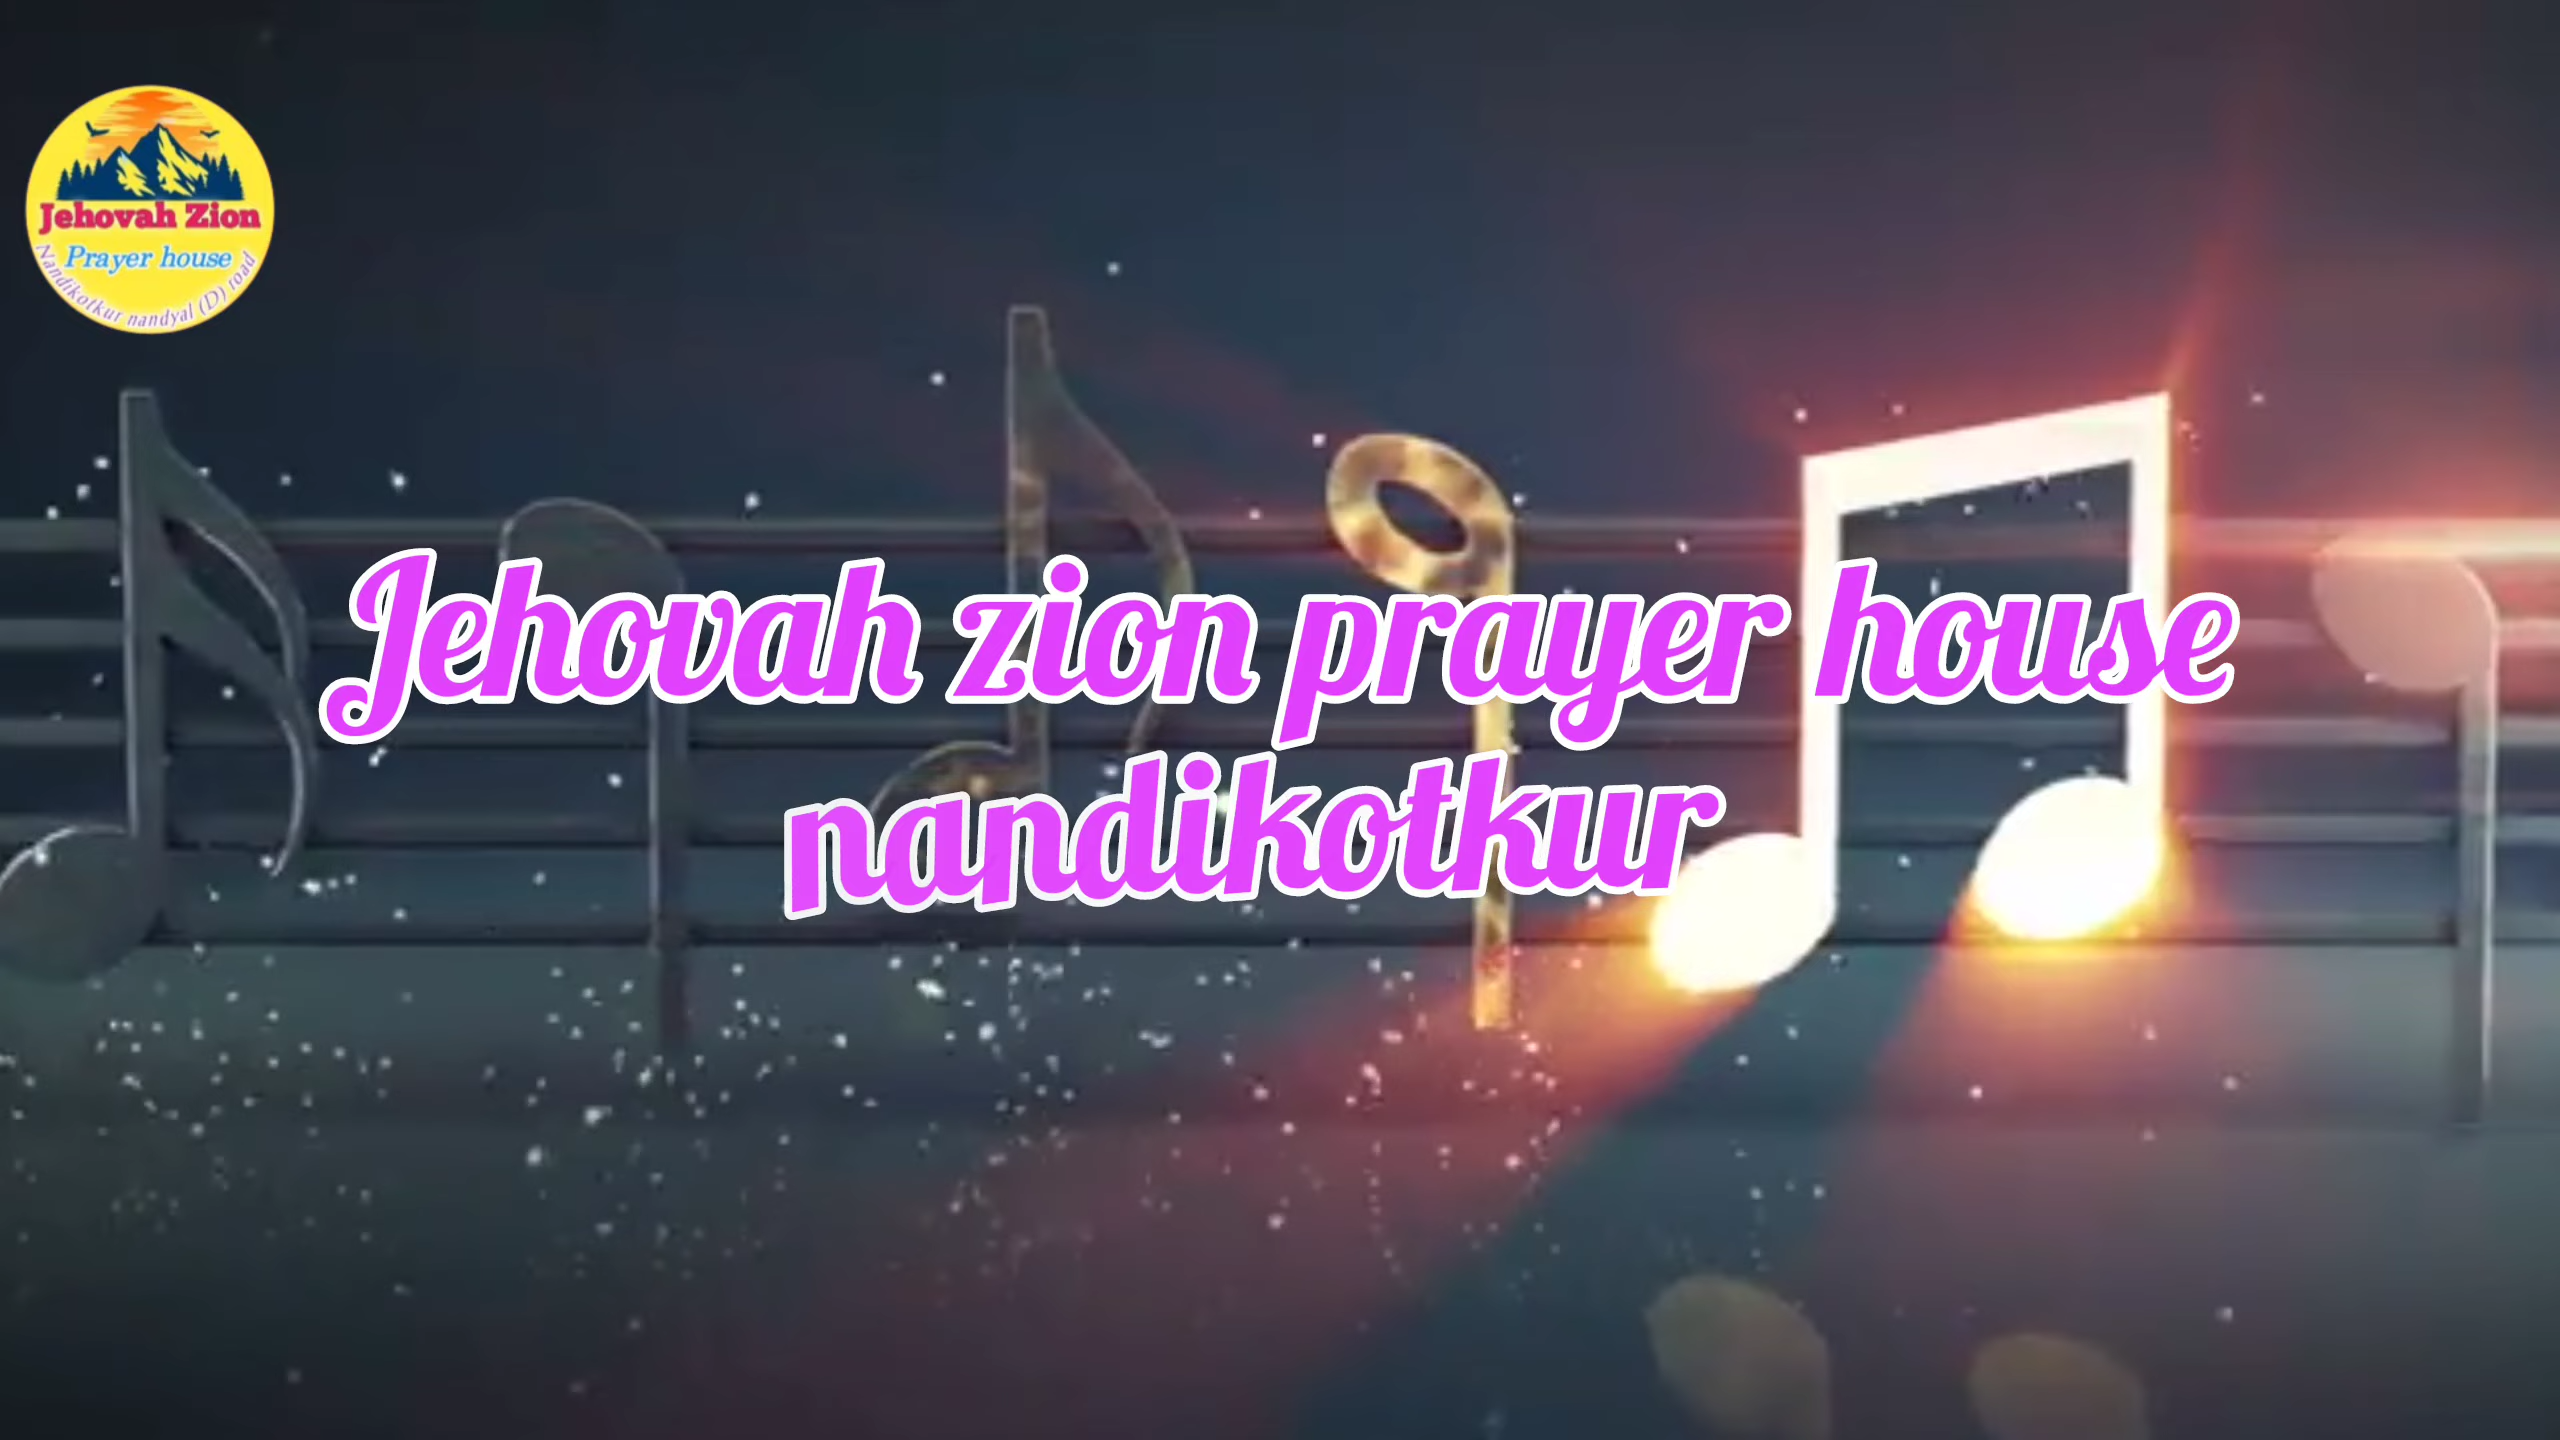 Jehovah Zion
Prayer house
Nandikotkur nandyal (D) road
Jehovah zion prayer house
nandikotkur